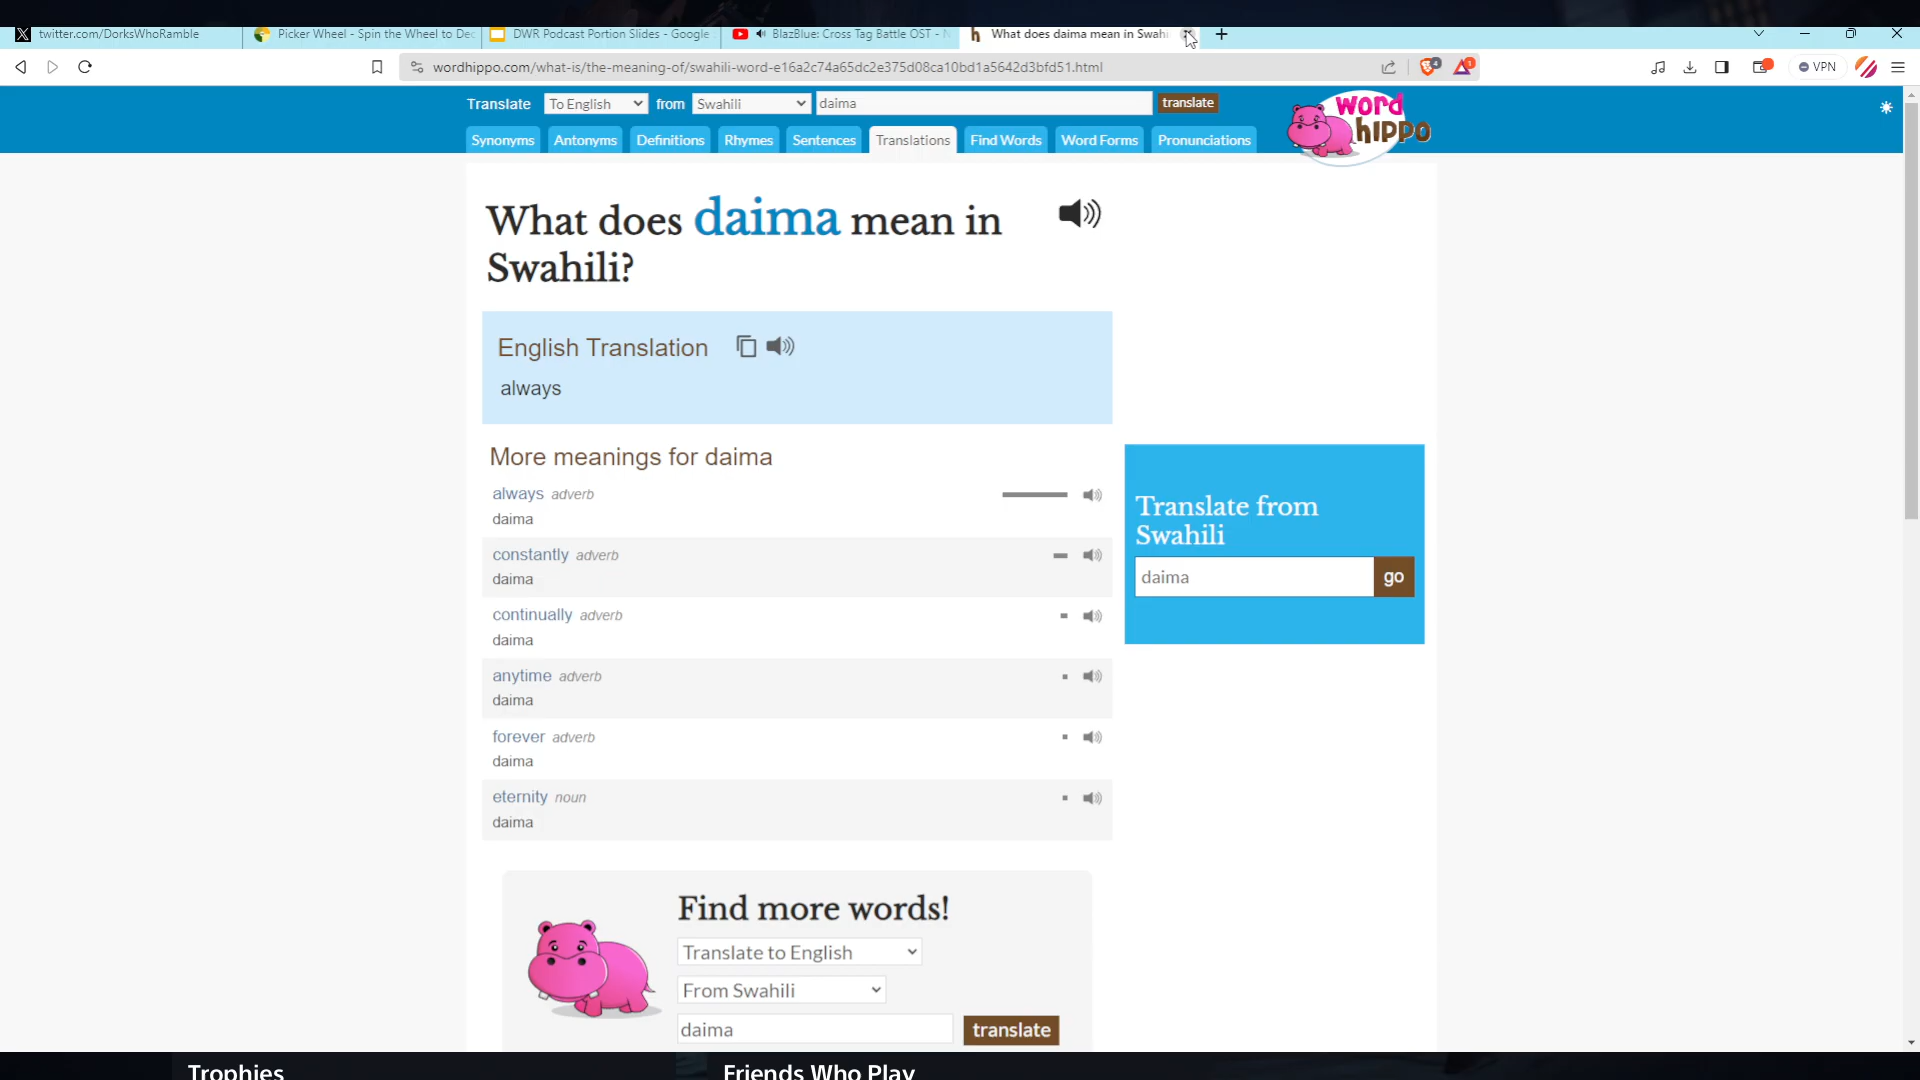 twitter.com/DorksWhoRamble
Picker Wheel - Spin the Wheel to Dec
DWR Podcast Portion Slides - Google
BlazBlue: Cross Tag Battle OST - N
What does daima mean in Swahi
wordhippo.com/what-is/the-meaning-of/swahili-word-e16a2c74a65dc2e375d08ca10bd1a5642d3bfd51.html
4
1
VPN
Translate To English from Swahili daima translate
word
hippo
Synonyms Antonyms Definitions Rhymes Sentences Translations Find Words Word Forms Pronunciations
What does daima mean in
Swahili?
English Translation
always
More meanings for daima
always adverb
daima
constantly adverb
daima
continually adverb
daima
anytime adverb
daima
forever adverb
daima
eternity noun
daima
Translate from
Swahili
daima go
Find more words!
Translate to English
From Swahili
daima translate
Trophies
Friends Who Play